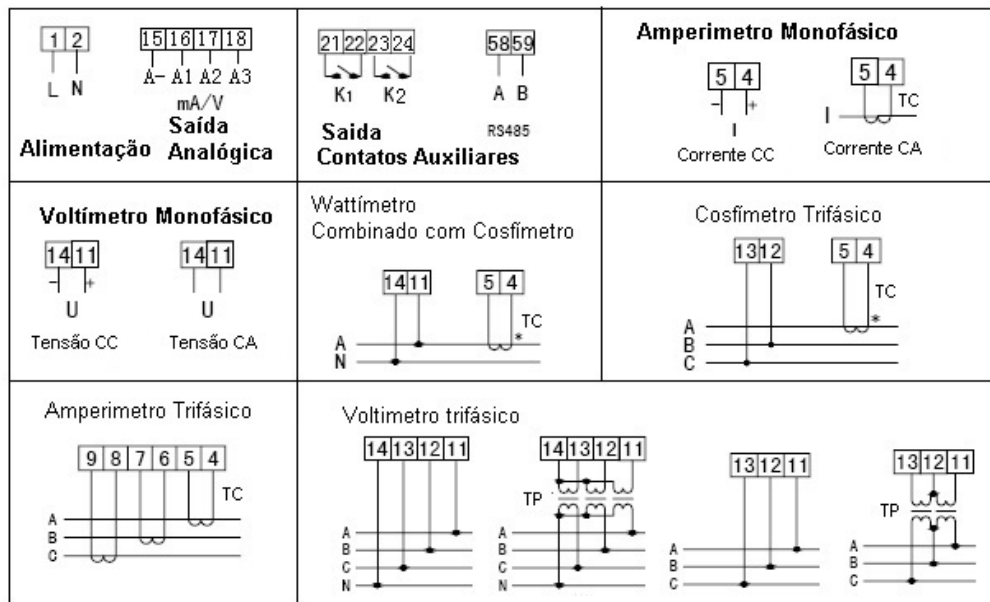 1 2
L N
Alimentação
15 16 17 18
A- A1 A2 A3
mA/V
Saída
Analógica
21 22 23 24
K1 K2
Saida
Contatos Auxiliares
58 59
A B
RS485
Amperimetro Monofásico
5 4
- +
I
Corrente CC
5 4
TC
I
Corrente CA
Voltímetro Monofásico
14 11
- +
U
Tensão CC
14 11
U
Tensão CA
Wattímetro
Combinado com Cosfímetro
14 11 5 4
TC
*
A
N
Cosfímetro Trifásico
13 12 5 4
TC
*
A
B
C
Amperimetro Trifásico
9 8 7 6 5 4
TC
A
B
C
Voltimetro trifásico
14 13 12 11
A
B
C
N
14 13 12 11
TP
A
B
C
N
13 12 11
A
B
C
13 12 11
TP
A
B
C